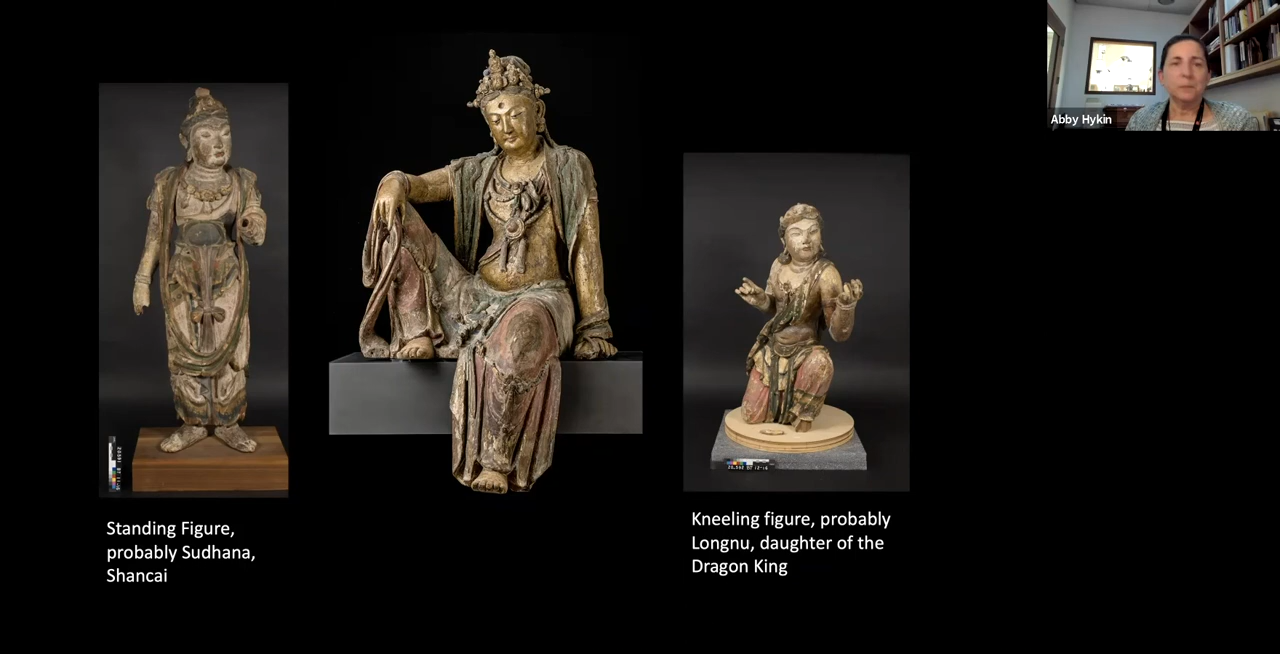 Abby Hykin
Standing Figure,
probably Sudhana,
Shancai
Kneeling figure, probably
Longnu, daughter of the
Dragon King